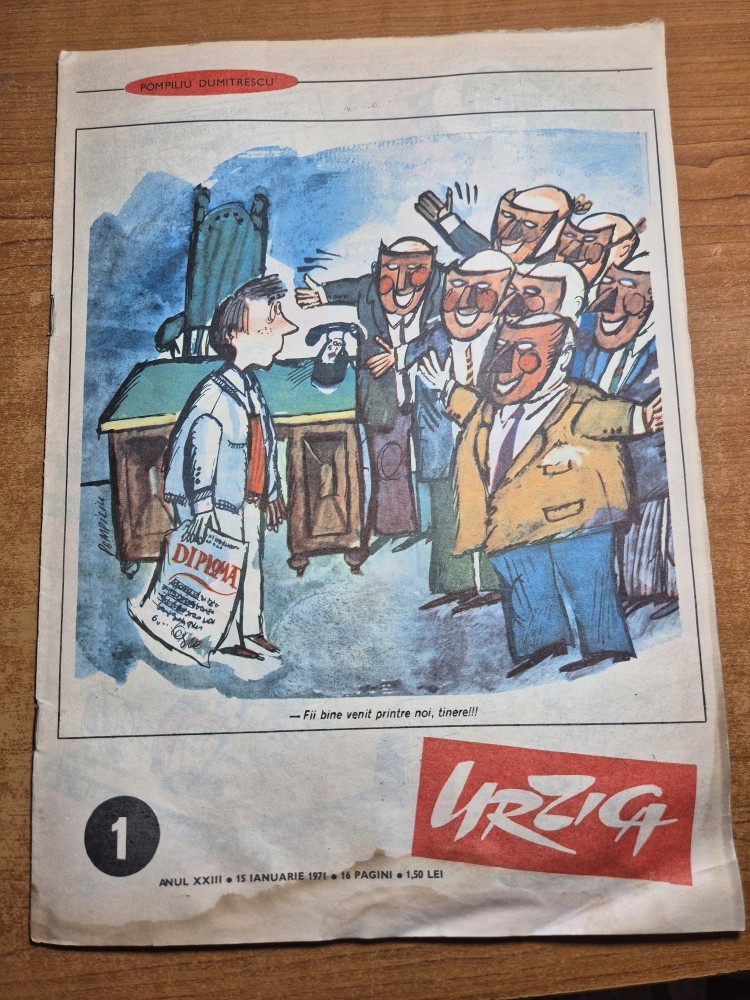 POMPILIU DUMITRESCU
POMPILIU
DIPLOMA
— Fii bine venit printre noi, tinere!!!
URZICA
1
ANUL XXIII • 15 IANUARIE 1971 • 16 PAGINI • 1,50 LEI